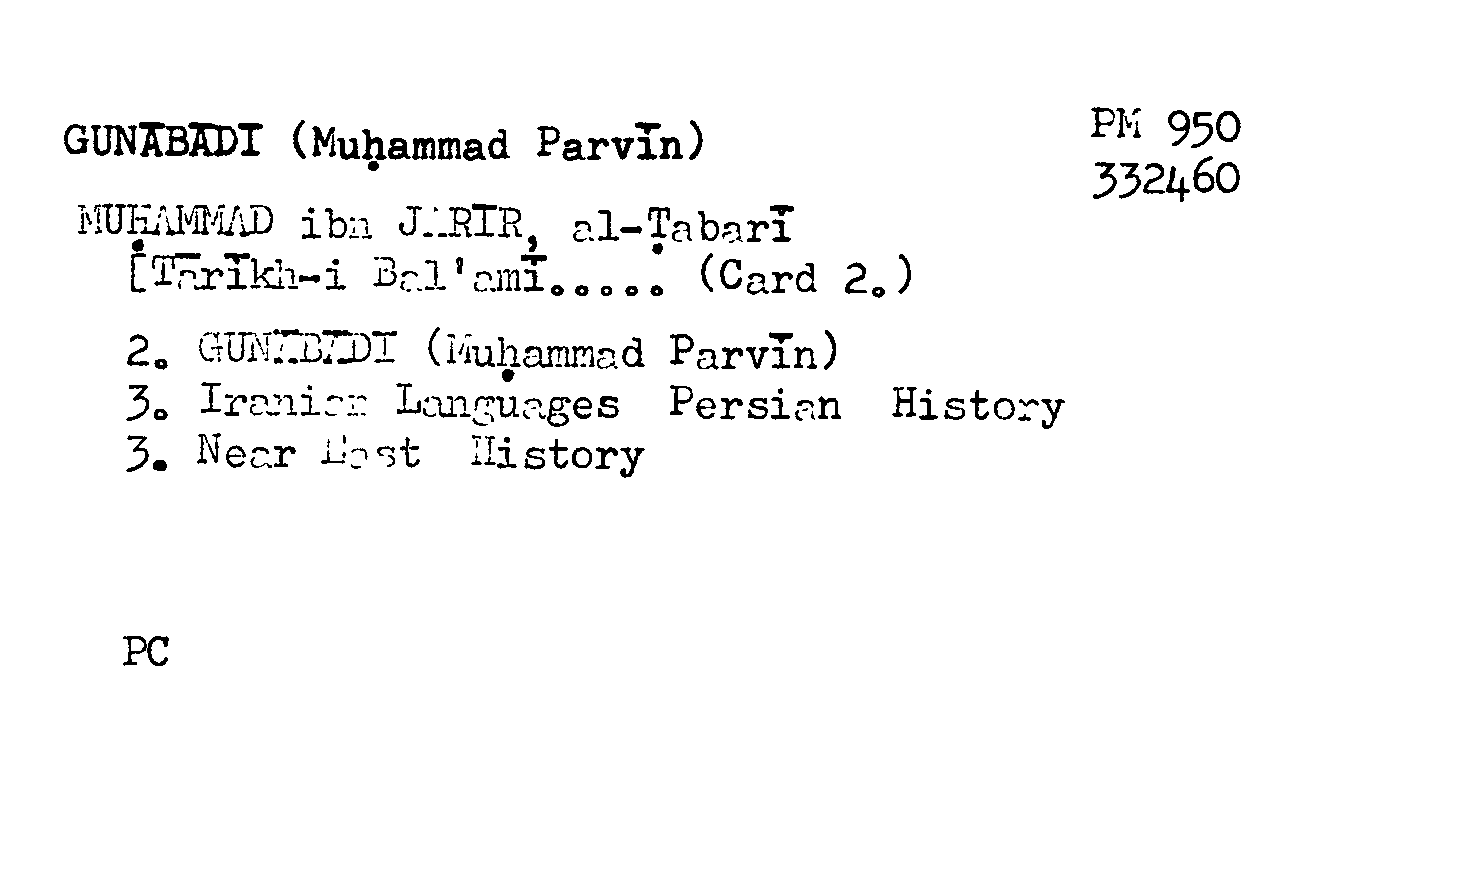 GUNĀBĀDĪ (Muḥammad Parvīn)
PM 950
332460
MUḤAMMAD ibn JARĪR, al-Ṭabarī
[Tārīkh-i Bal'amī..... (Card 2.)
2. GUNĀBĀDĪ (Muḥammad Parvīn)
3. Iranian Languages Persian History
3. Near East History
PC